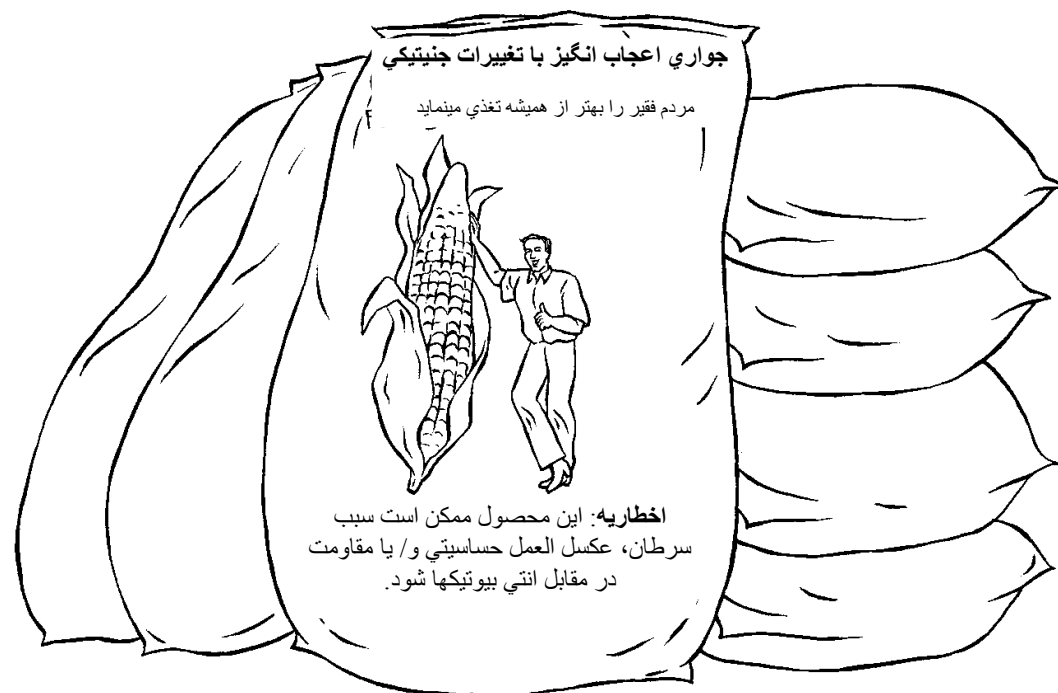 جواري اعجاب انگيز با تغييرات جنيتيكي
مردم فقير را بهتر از هميشه تغذي مينمايد
اخطاريه: اين محصول ممكن است سبب
سرطان، عكسل العمل حساسيتي و/ يا مقاومت
در مقابل انتي بيوتيكها شود.